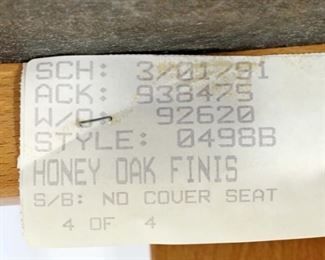 SCH: 3/01/91
ACK: 938475
W/O 92620
STYLE: 0498B
HONEY OAK FINIS
S/B: NO COVER SEAT
4 OF 4